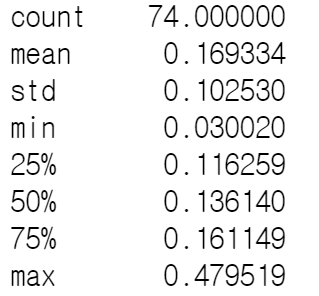 count 74.000000
mean 0.169334
std 0.102530
min 0.030020
25% 0.116259
50% 0.136140
75% 0.161149
max 0.479519